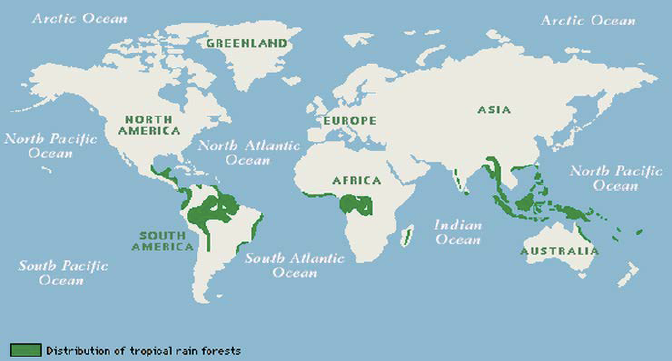 Arctic Ocean
Arctic Ocean
GREENLAND
NORTH
AMERICA
EUROPE
ASIA
North Pacific
Ocean
North Atlantic
Ocean
North Pacific
Ocean
AFRICA
SOUTH
AMERICA
Indian
Ocean
AUSTRALIA
South Pacific
Ocean
South Atlantic
Ocean
Distribution of tropical rain forests